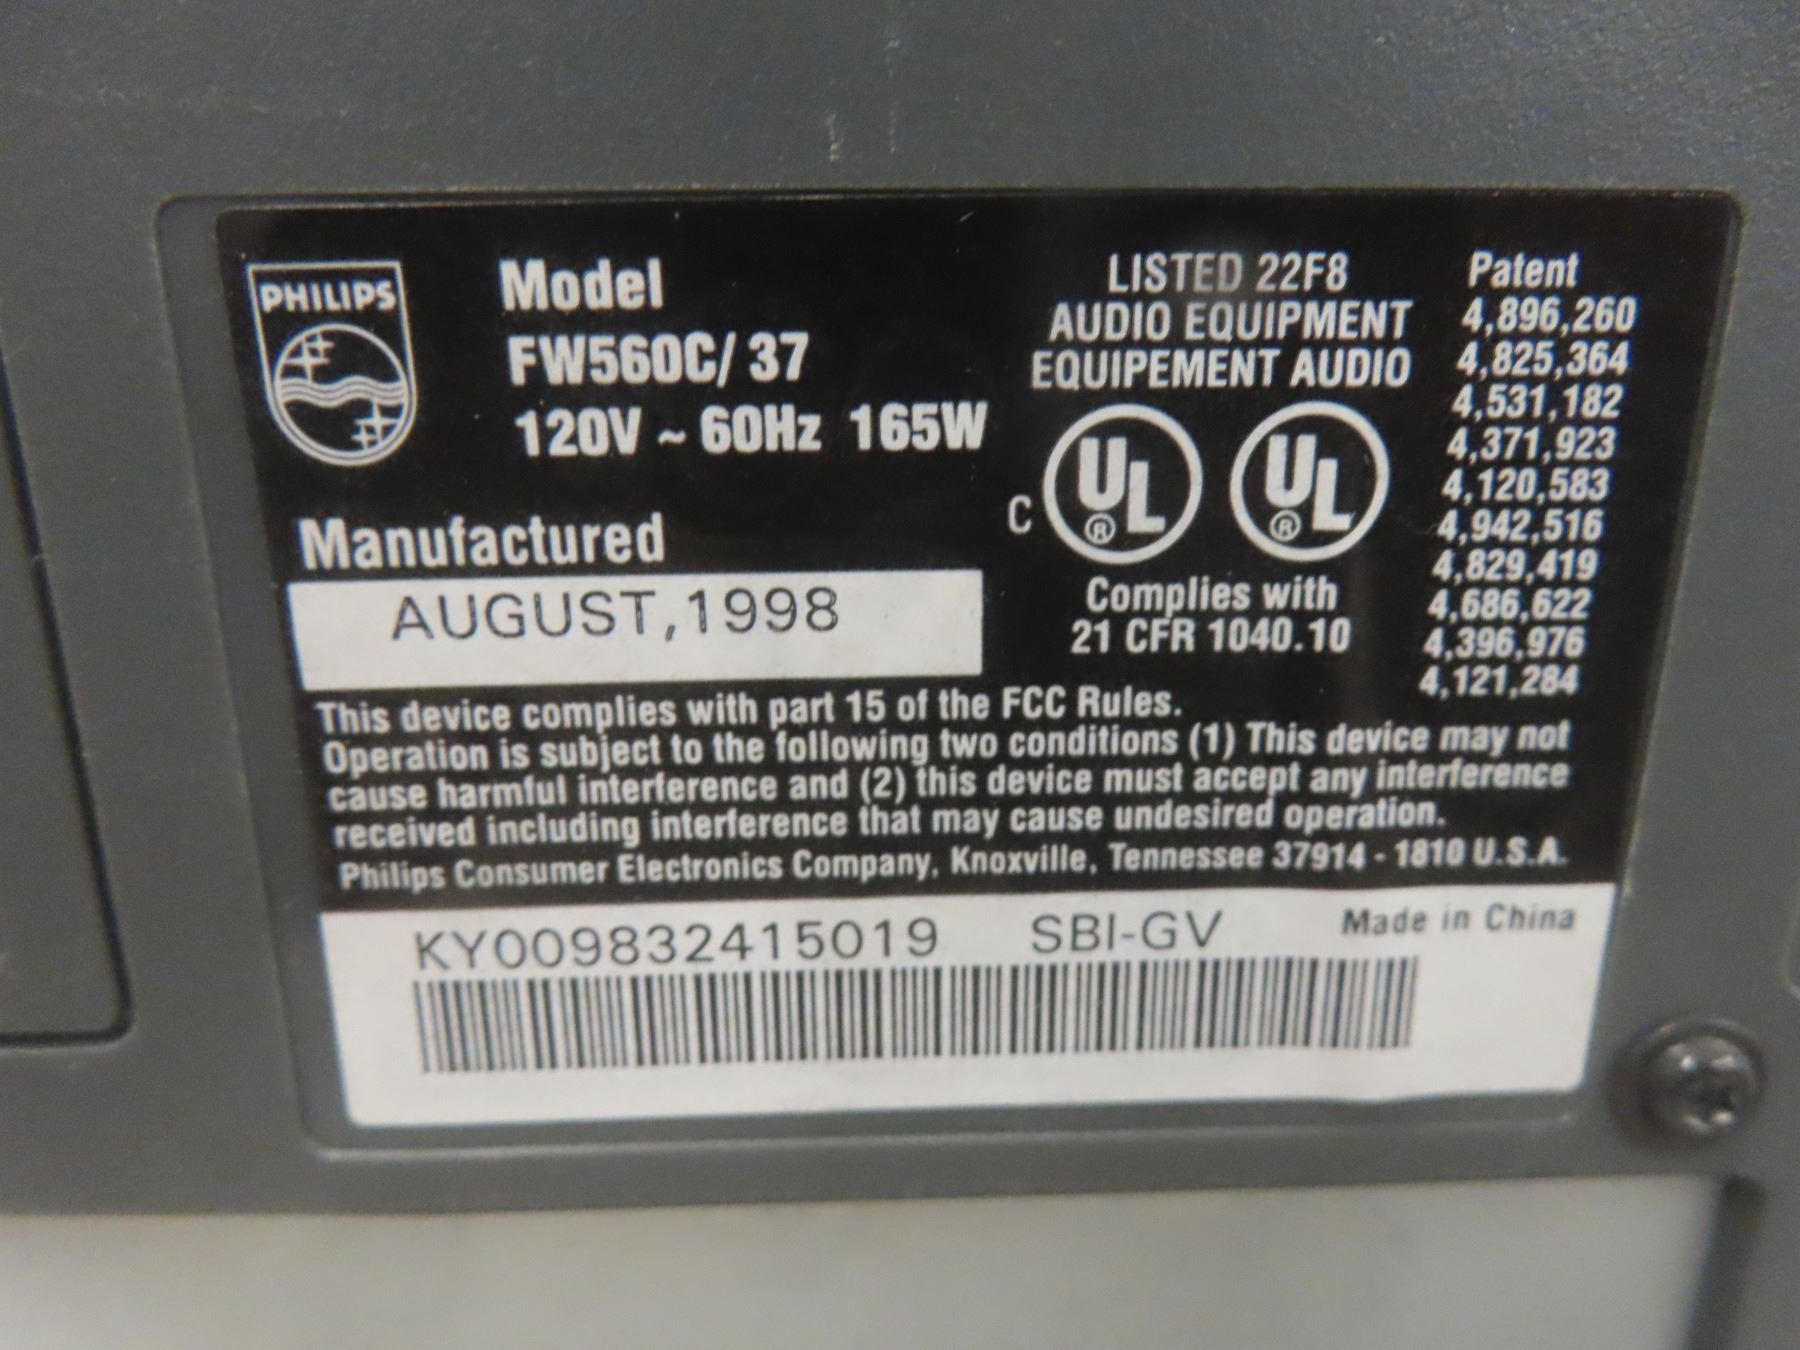 PHILIPS
Model
FW560C/ 37
120V ~ 60Hz 165W
Manufactured
AUGUST,1998
LISTED 22F8
AUDIO EQUIPMENT
EQUIPEMENT AUDIO
C UL® UL®
Complies with
21 CFR 1040.10
Patent
4,896,260
4,825,364
4,531,182
4,371,923
4,120,583
4,942,516
4,829,419
4,686,622
4,396,976
4,121,284
This device complies with part 15 of the FCC Rules.
Operation is subject to the following two conditions (1) This device may not
cause harmful interference and (2) this device must accept any interference
received including interference that may cause undesired operation.
Philips Consumer Electronics Company, Knoxville, Tennessee 37914 - 1810 U.S.A.
KY009832415019 SBI-GV Made in China